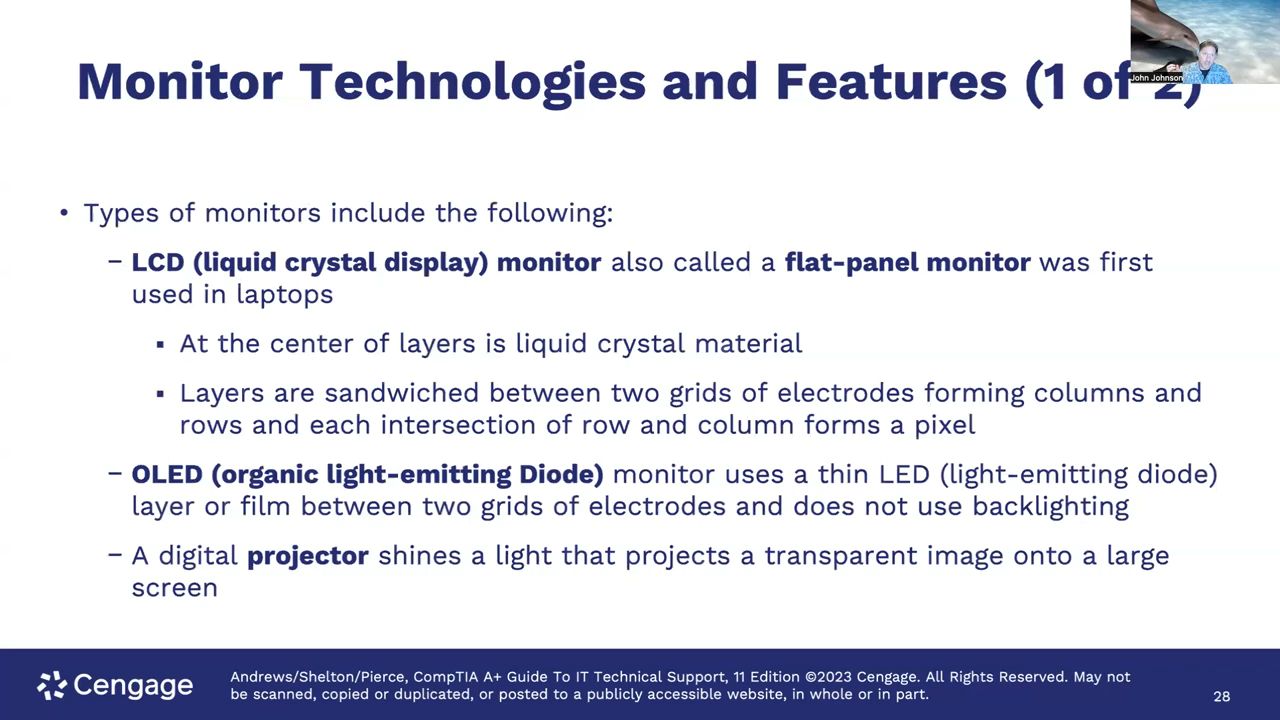 Monitor Technologies and Features (1 of 2)
John Johnson
• Types of monitors include the following:
– LCD (liquid crystal display) monitor also called a flat-panel monitor was first
used in laptops
▪ At the center of layers is liquid crystal material
▪ Layers are sandwiched between two grids of electrodes forming columns and
rows and each intersection of row and column forms a pixel
– OLED (organic light-emitting Diode) monitor uses a thin LED (light-emitting diode)
layer or film between two grids of electrodes and does not use backlighting
– A digital projector shines a light that projects a transparent image onto a large
screen
Cengage
Andrews/Shelton/Pierce, CompTIA A+ Guide To IT Technical Support, 11 Edition ©2023 Cengage. All Rights Reserved. May not
be scanned, copied or duplicated, or posted to a publicly accessible website, in whole or in part.
28